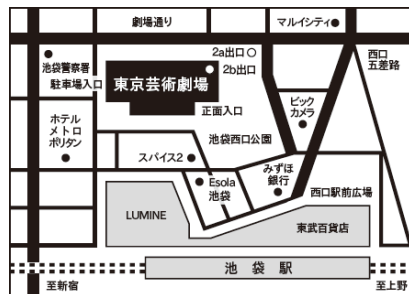 劇場通り
マルイシティ
2a出口
西口
五差路
池袋警察署
駐車場入口
東京芸術劇場
2b出口
正面入口
ビック
カメラ
ホテル
メトロ
ポリタン
池袋西口公園
スパイス2
みずほ
銀行
Esola
池袋
西口駅前広場
LUMINE
東武百貨店
池袋駅
至新宿
至上野